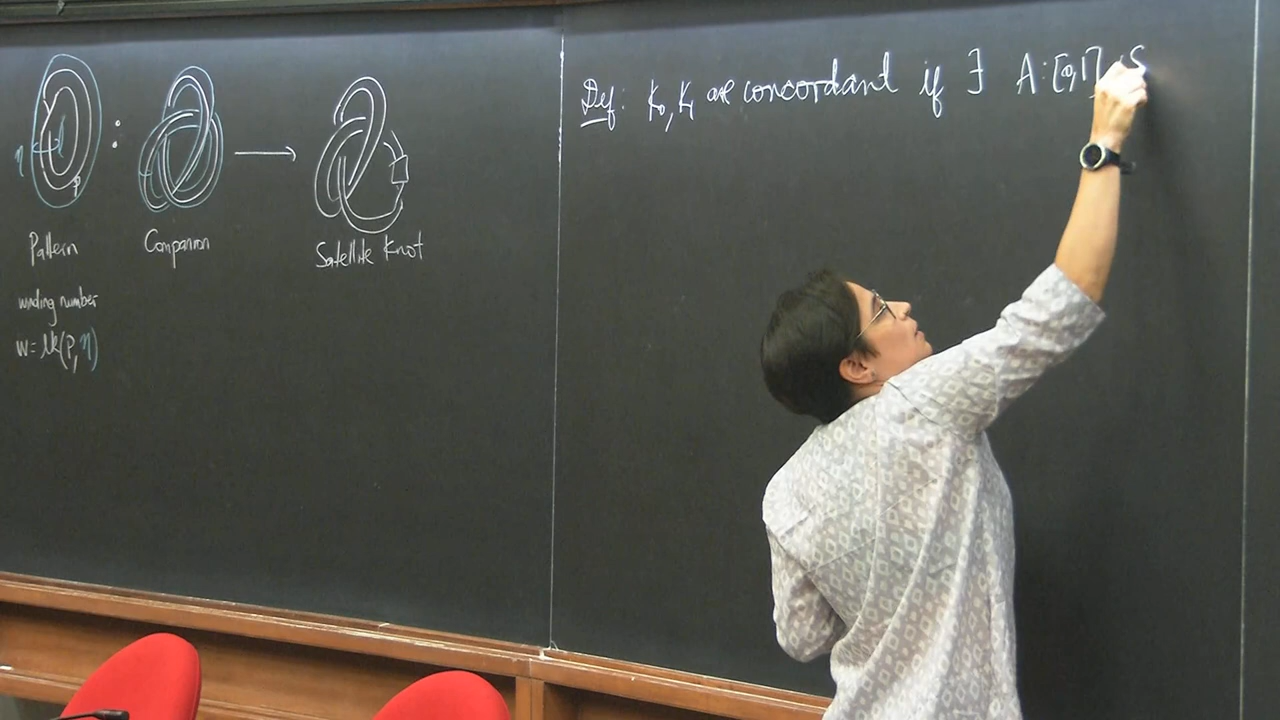 η
P
:
Pattern
Companion
Satellite Knot
winding number
w = lk(P, η)
Def: K₀, K₁ are concordant if ∃ A: [0,1] × S